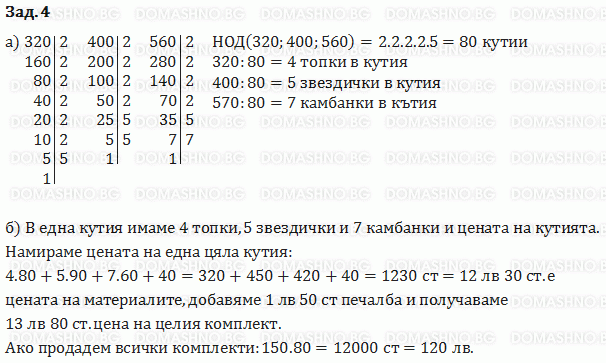 Зад. 4
а) 320|2 400|2 560|2 НОД(320; 400; 560) = 2.2.2.2.5 = 80 кутии
160|2 200|2 280|2 320:80 = 4 топки в кутия
80|2 100|2 140|2 400:80 = 5 звездички в кутия
40|2 50|2 70|2 570:80 = 7 камбанки в кътия
20|2 25|5 35|5
10|2 5|5 7|7
5|5 1| 1|
1|
б) В една кутия имаме 4 топки, 5 звездички и 7 камбанки и цената на кутията.
Намираме цената на една цяла кутия:
4.80 + 5.90 + 7.60 + 40 = 320 + 450 + 420 + 40 = 1230 ст = 12 лв 30 ст. е
цената на материалите, добавяме 1 лв 50 ст печалба и получаваме
13 лв 80 ст. цена на целия комплект.
Ако продадем всички комплекти: 150.80 = 12000 ст = 120 лв.
DOMASHNO.BG